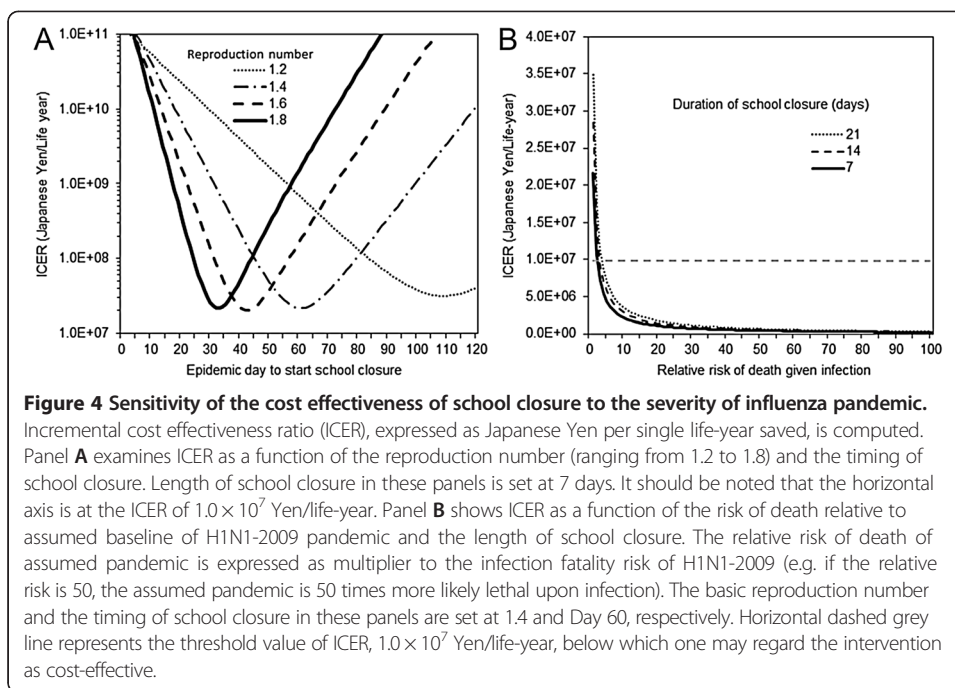 A
1.0E+11
1.0E+10
1.0E+09
1.0E+08
1.0E+07
ICER (Japanese Yen/Life year)
Reproduction number
1.2
1.4
1.6
1.8
0 10 20 30 40 50 60 70 80 90 100 110 120
Epidemic day to start school closure
B
4.0E+07
3.5E+07
3.0E+07
2.5E+07
2.0E+07
1.5E+07
1.0E+07
5.0E+06
0.0E+00
ICER (Japanese Yen/Life-year)
Duration of school closure (days)
21
14
7
0 10 20 30 40 50 60 70 80 90 100
Relative risk of death given infection
Figure 4 Sensitivity of the cost effectiveness of school closure to the severity of influenza pandemic.
Incremental cost effectiveness ratio (ICER), expressed as Japanese Yen per single life-year saved, is computed.
Panel A examines ICER as a function of the reproduction number (ranging from 1.2 to 1.8) and the timing of
school closure. Length of school closure in these panels is set at 7 days. It should be noted that the horizontal
axis is at the ICER of 1.0 × 10⁷ Yen/life-year. Panel B shows ICER as a function of the risk of death relative to
assumed baseline of H1N1-2009 pandemic and the length of school closure. The relative risk of death of
assumed pandemic is expressed as multiplier to the infection fatality risk of H1N1-2009 (e.g. if the relative
risk is 50, the assumed pandemic is 50 times more likely lethal upon infection). The basic reproduction number
and the timing of school closure in these panels are set at 1.4 and Day 60, respectively. Horizontal dashed grey
line represents the threshold value of ICER, 1.0 × 10⁷ Yen/life-year, below which one may regard the intervention
as cost-effective.